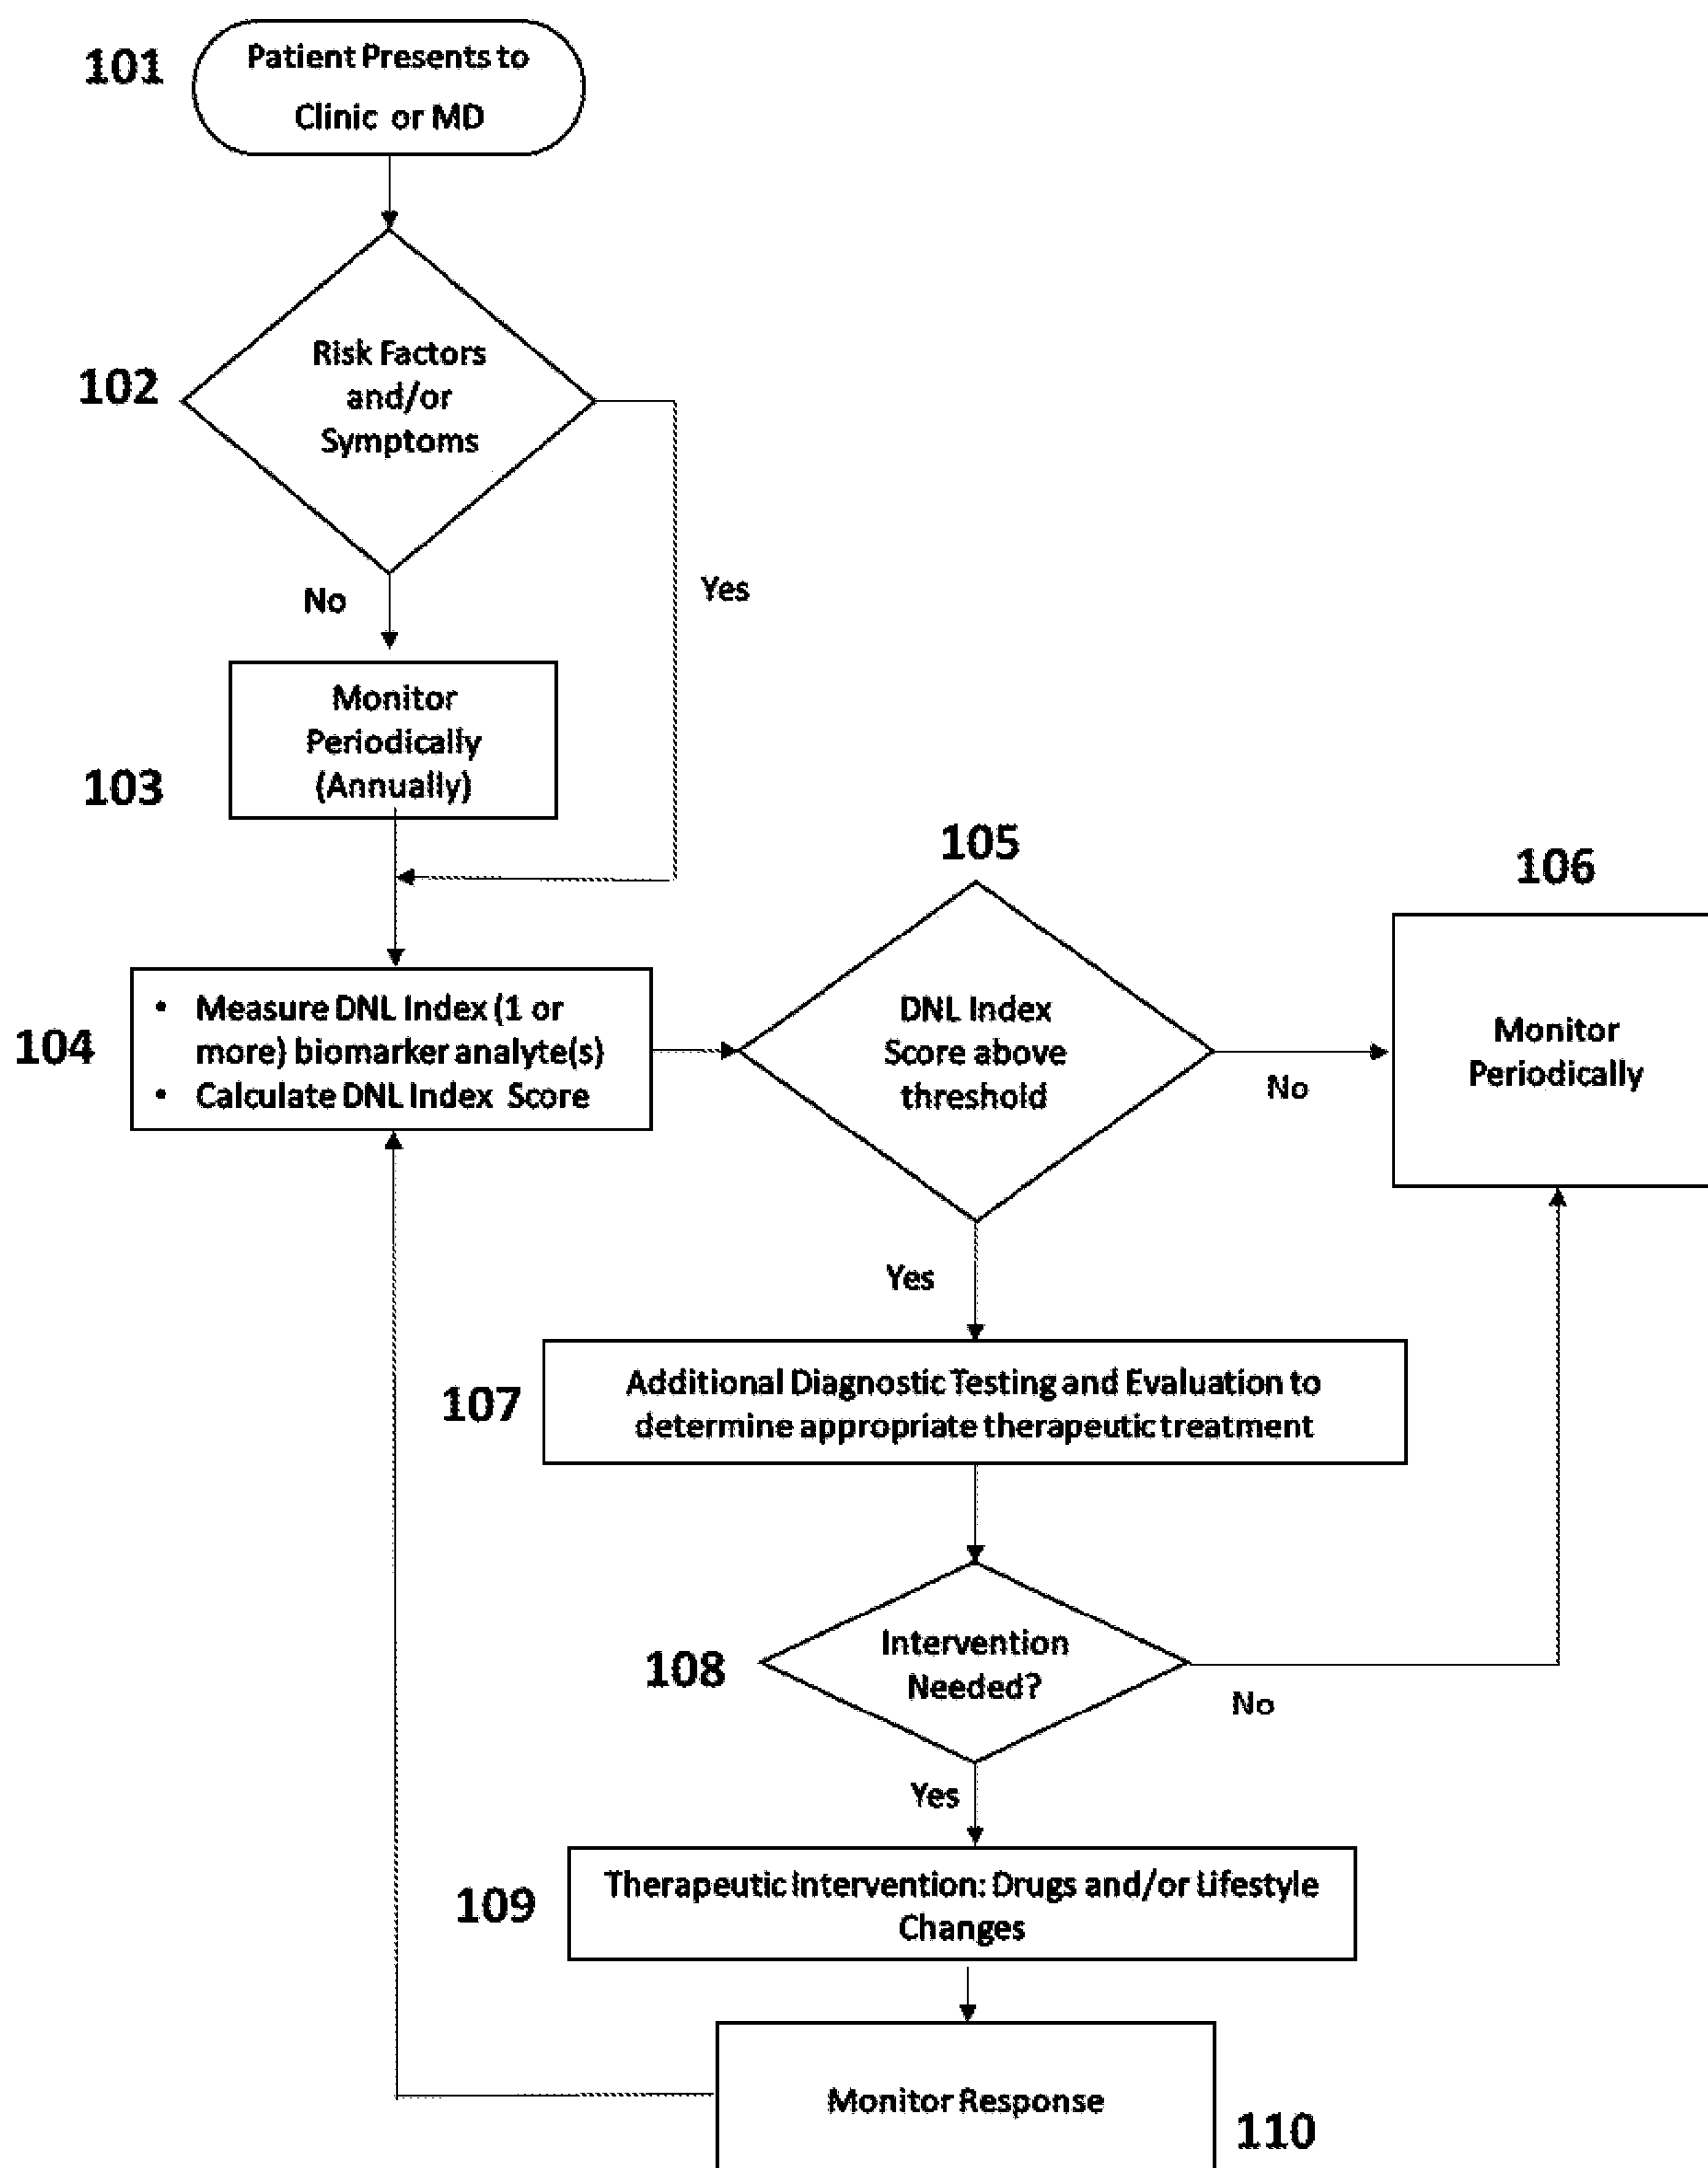 101
Patient Presents to
Clinic or MD
102
Risk Factors
and/or
Symptoms
No
Yes
Monitor
Periodically
(Annually)
103
105
106
104
• Measure DNL Index (1 or
more) biomarker analyte(s)
• Calculate DNL Index Score
DNL Index
Score above
threshold
No
Monitor
Periodically
Yes
107
Additional Diagnostic Testing and Evaluation to
determine appropriate therapeutic treatment
108
Intervention
Needed?
No
Yes
109
Therapeutic Intervention: Drugs and/or Lifestyle
Changes
Monitor Response
110